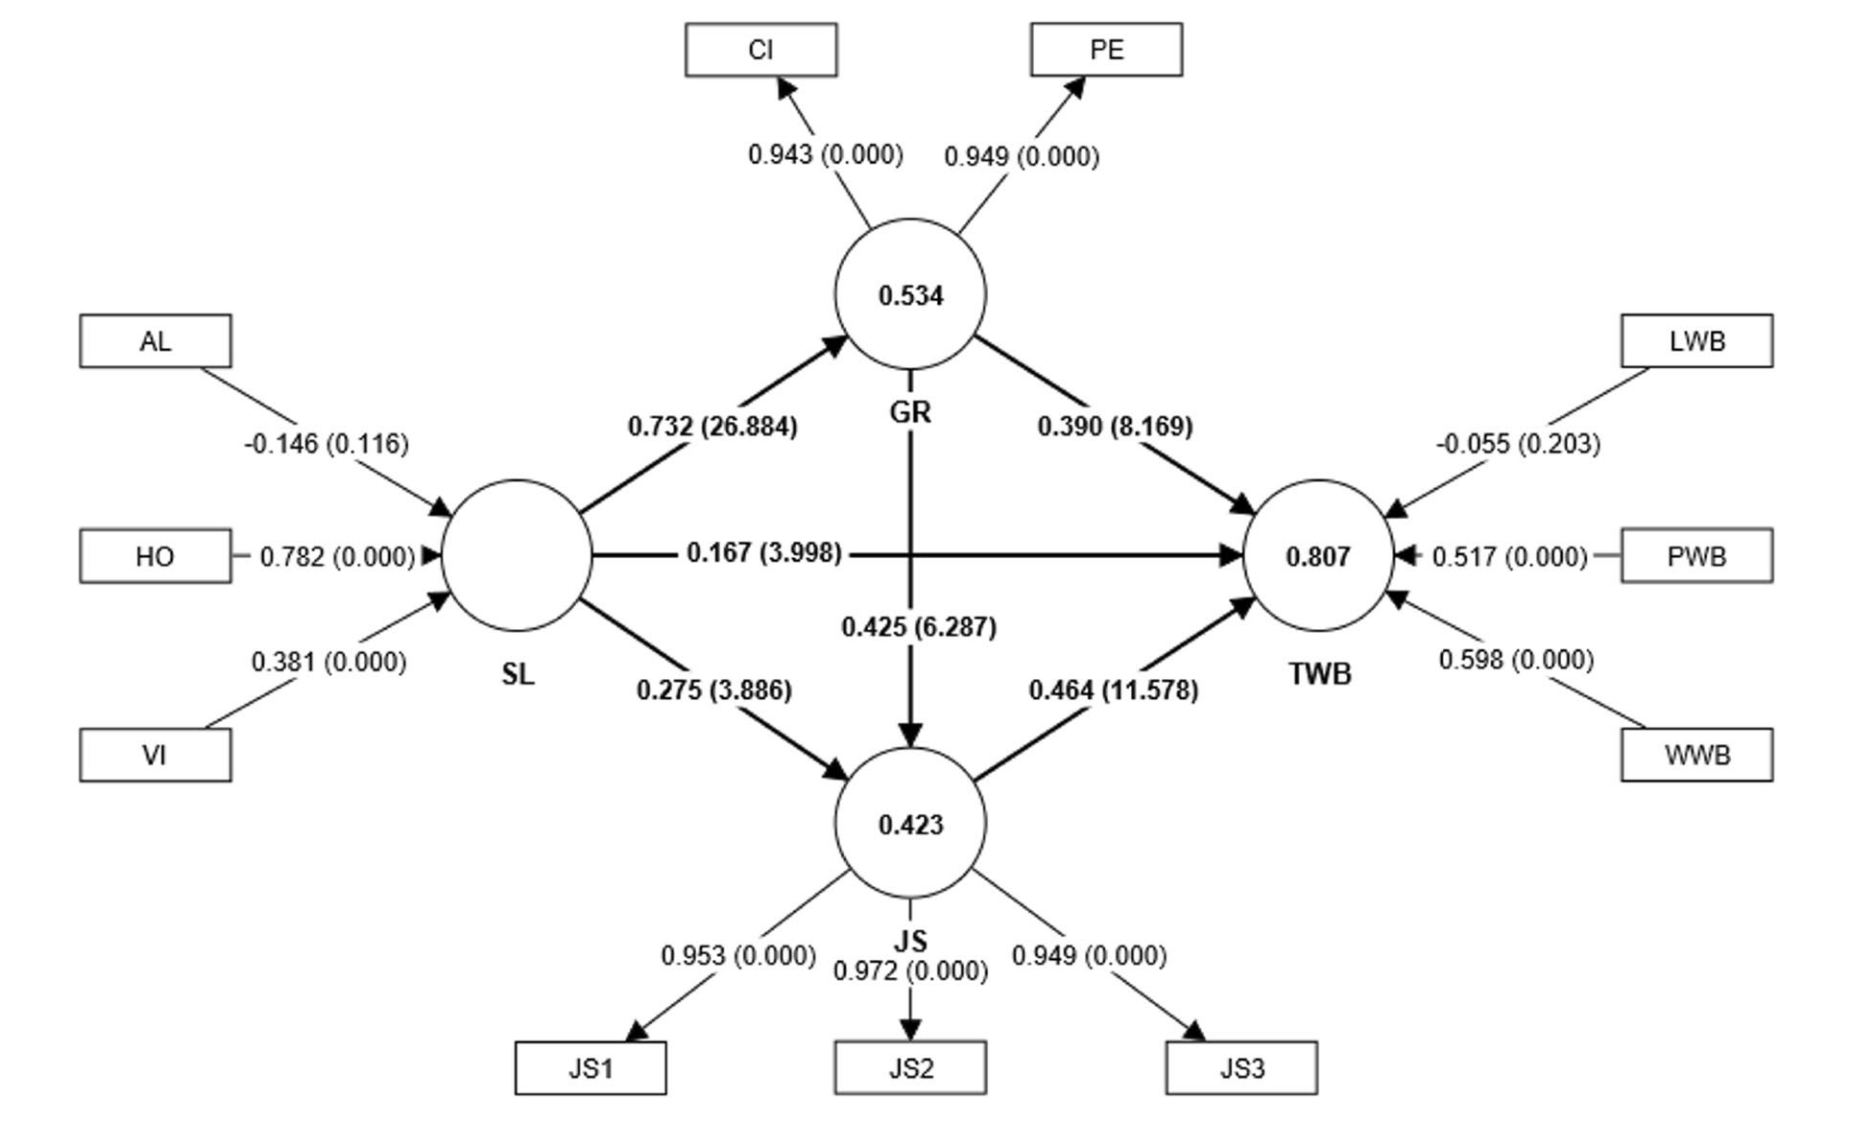 CI
PE
0.943 (0.000)
0.949 (0.000)
0.534
AL
LWB
GR
0.732 (26.884)
0.390 (8.169)
-0.146 (0.116)
-0.055 (0.203)
HO
0.782 (0.000)
0.167 (3.998)
0.807
0.517 (0.000)
PWB
0.425 (6.287)
0.381 (0.000)
SL
TWB
0.598 (0.000)
0.275 (3.886)
0.464 (11.578)
VI
WWB
0.423
JS
0.953 (0.000)
0.972 (0.000)
0.949 (0.000)
JS1
JS2
JS3